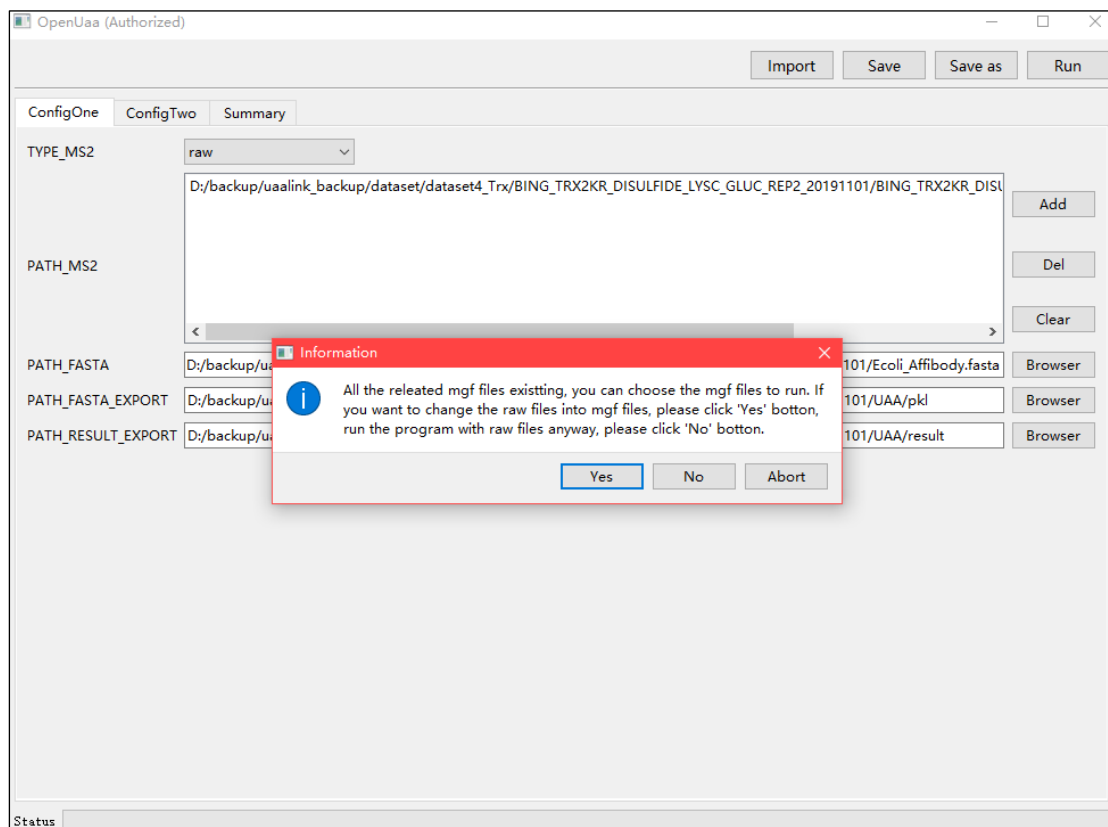 OpenUaa (Authorized)
Import Save Save as Run
ConfigOne ConfigTwo Summary
TYPE_MS2 raw
D:/backup/uaalink_backup/dataset/dataset4_Trx/BING_TRX2KR_DISULFIDE_LYSC_GLUC_REP2_20191101/BING_TRX2KR_DISU
Add
PATH_MS2
Del
Clear
Information
PATH_FASTA D:/backup/ua 101/Ecoli_Affibody.fasta Browser
All the releated mgf files existting, you can choose the mgf files to run. If
you want to change the raw files into mgf files, please click 'Yes' botton,
run the program with raw files anyway, please click 'No' botton.
PATH_FASTA_EXPORT D:/backup/ua 101/UAA/pkl Browser
PATH_RESULT_EXPORT D:/backup/ua 101/UAA/result Browser
Yes No Abort
Status